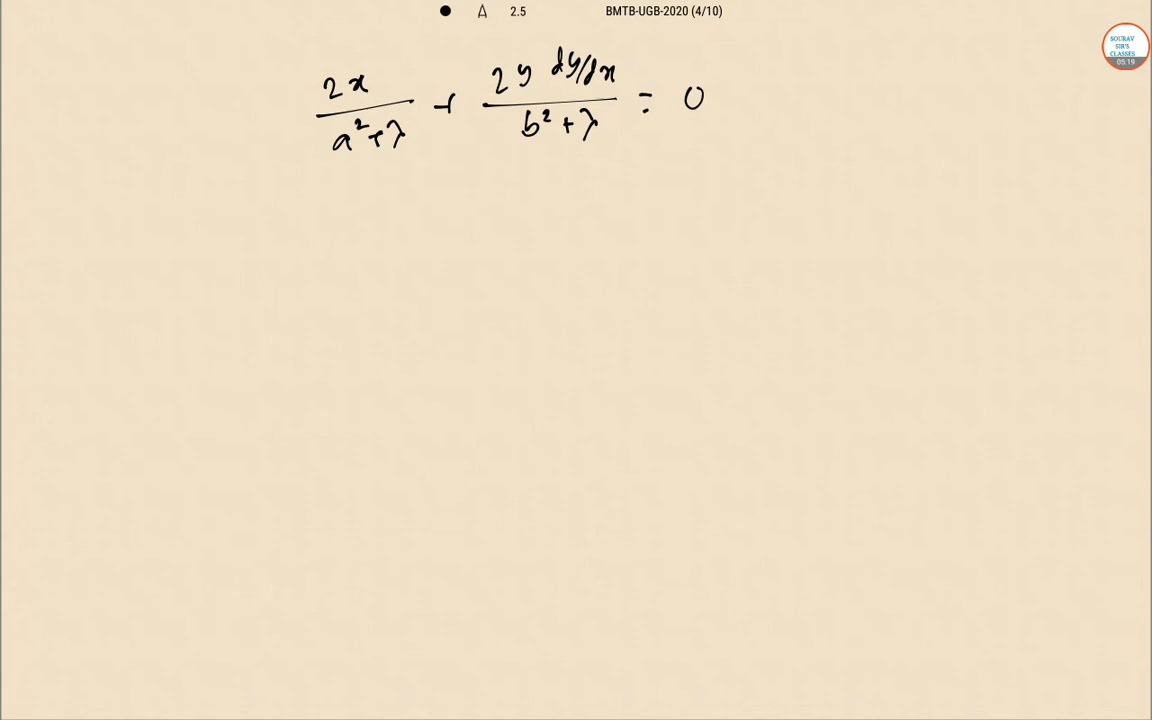 2.5 BMTB-UGB-2020 (4/10)
SOURAV
SIR'S
CLASSES
05:19
2x/(a²+λ) + 2y dy/dx/(b²+λ) = 0